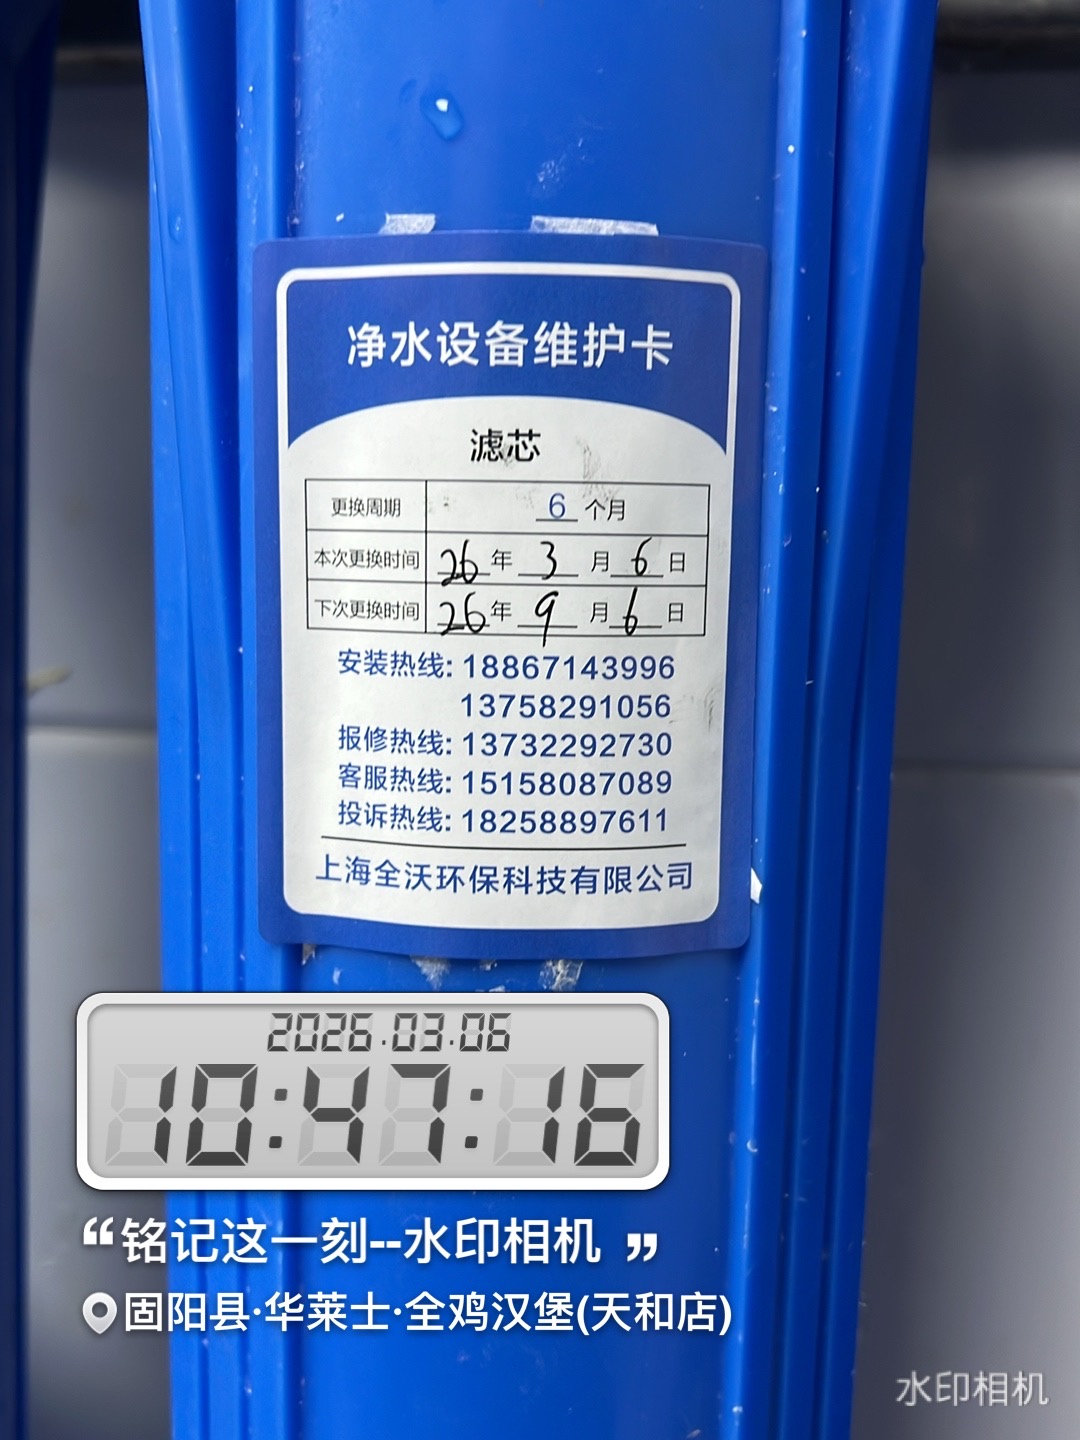 净水设备维护卡
滤芯
更换周期 6 个月
本次更换时间 26 年 3 月 6 日
下次更换时间 26 年 9 月 6 日
安装热线: 18867143996
13758291056
报修热线: 13732292730
客服热线: 15158087089
投诉热线: 18258897611
上海全沃环保科技有限公司
2026.03.06
10:47:16
“铭记这一刻--水印相机 ”
固阳县·华莱士·全鸡汉堡(天和店)
水印相机